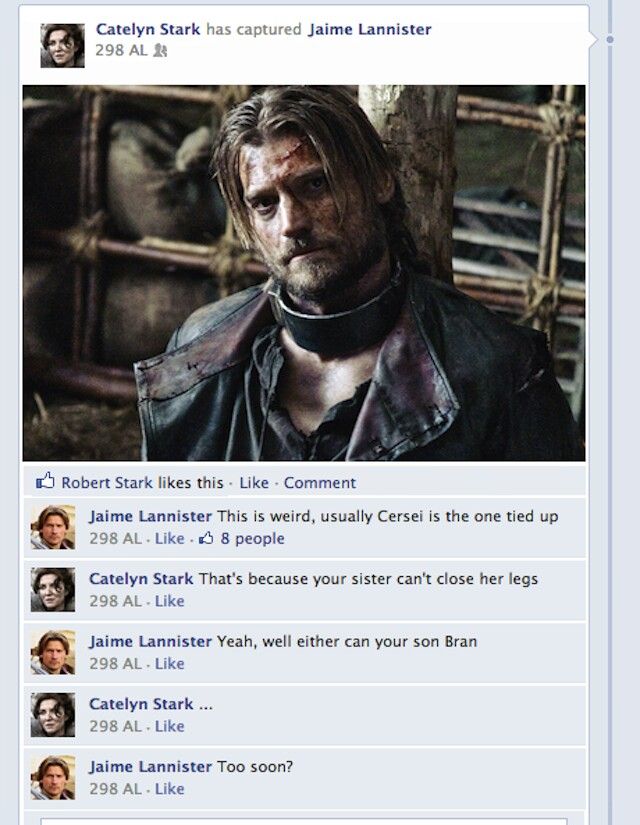 Catelyn Stark has captured Jaime Lannister
298 AL
Robert Stark likes this · Like · Comment
Jaime Lannister This is weird, usually Cersei is the one tied up
298 AL · Like · 8 people
Catelyn Stark That's because your sister can't close her legs
298 AL · Like
Jaime Lannister Yeah, well either can your son Bran
298 AL · Like
Catelyn Stark ...
298 AL · Like
Jaime Lannister Too soon?
298 AL · Like